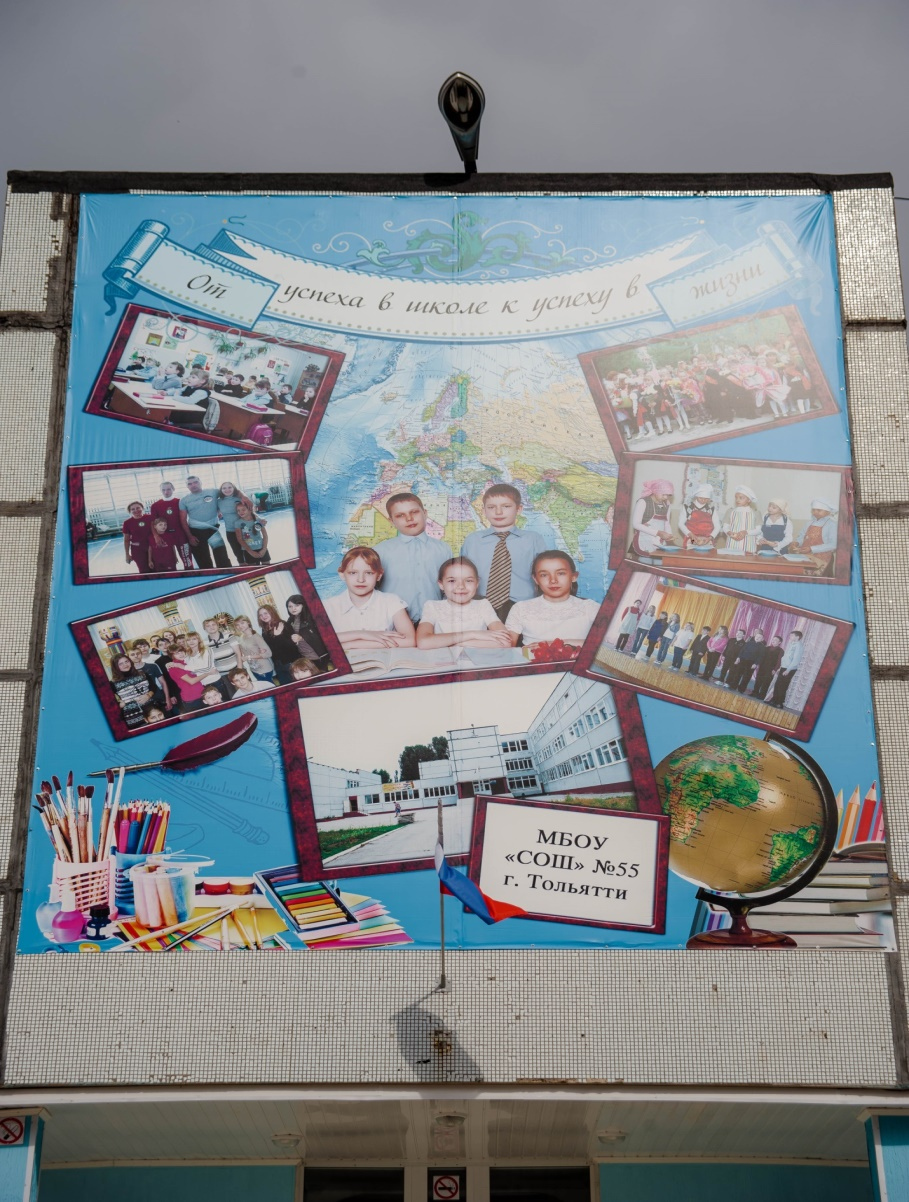 От успеха в школе к успеху в жизни
МБОУ
«СОШ» №55
г. Тольятти